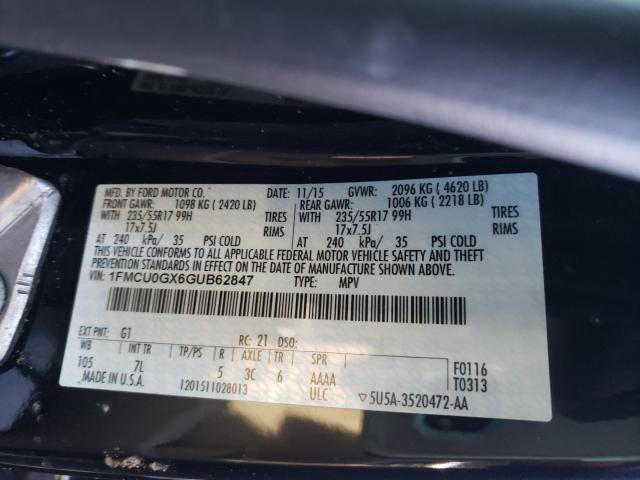 MFD. BY FORD MOTOR CO. 11/15 GVWR: 2096 KG ( 4620 LB)
FRONT GAWR: 1098 KG ( 2420 LB) REAR GAWR: 1006 KG ( 2218 LB)
WITH 235/55R17 99H TIRES WITH 235/55R17 99H TIRES
17x7.5J RIMS 17x7.5J RIMS
AT 240 kPa/ 35 PSI COLD AT 240 kPa/ 35 PSI COLD
THIS VEHICLE CONFORMS TO ALL APPLICABLE FEDERAL MOTOR VEHICLE SAFETY AND THEFT
PREVENTION STANDARDS IN EFFECT ON THE DATE OF MANUFACTURE SHOWN ABOVE.
VIN: 1FMCU0GX6GUB62847 TYPE: MPV
EXT PNT: G1 RC: 21 DSO:
WB INT TR TP/PS R AXLE TR SPR
105 7L 5 3C 6 AAAA F0116
MADE IN U.S.A. 1201511028013 ULC T0313
▽5U5A-3520472-AA